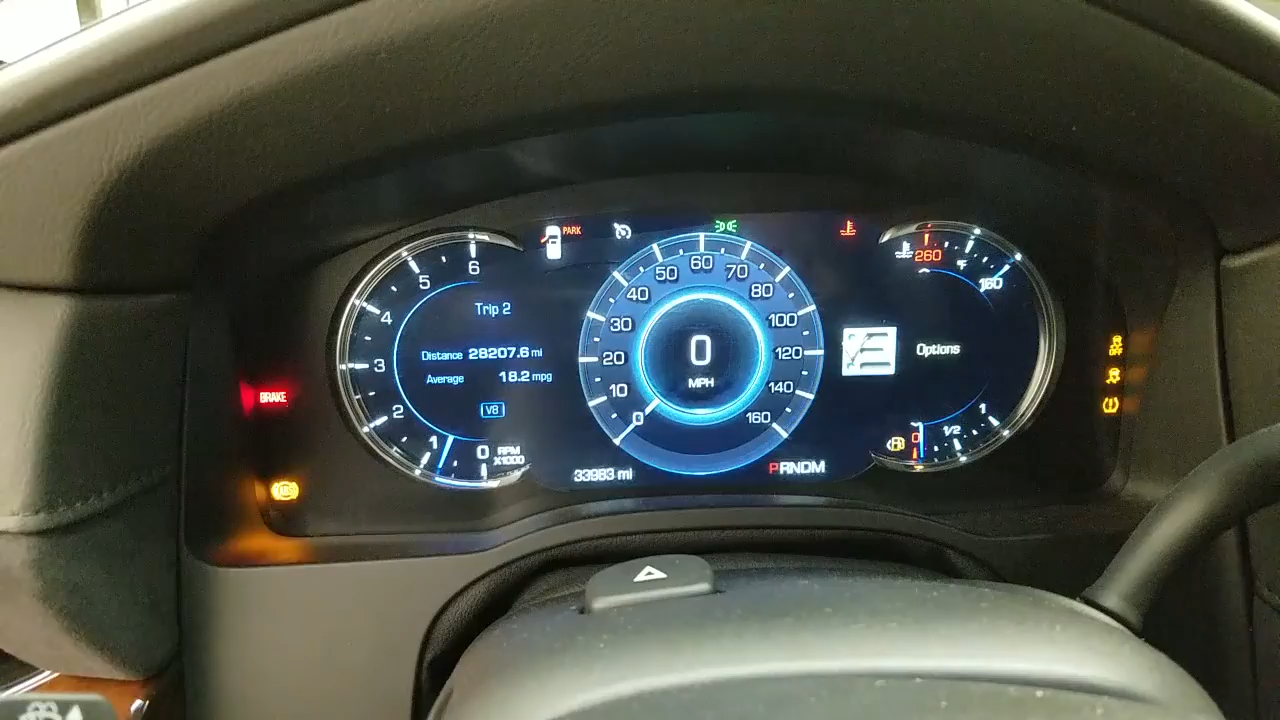 PARK
6
5
4
3
2
1
0 RPM
X1000
Trip 2
Distance 28207.6 mi
Average 18.2 mpg
V8
60
50 70
40 80
30 100
20 120
10 140
0 160
0
MPH
33983 mi
PRNDM
260 °F 160
Options
0 1/2 1
BRAKE
ABS
OFF